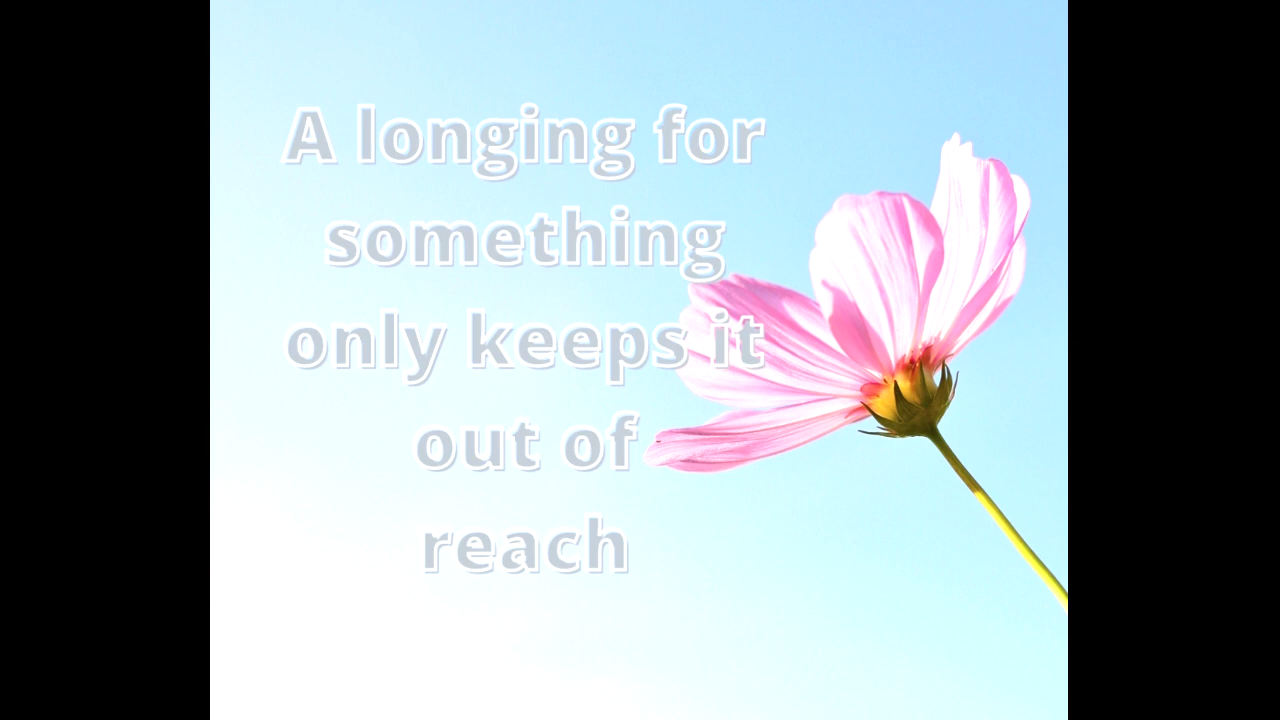 A longing for
something
only keeps it
out of
reach